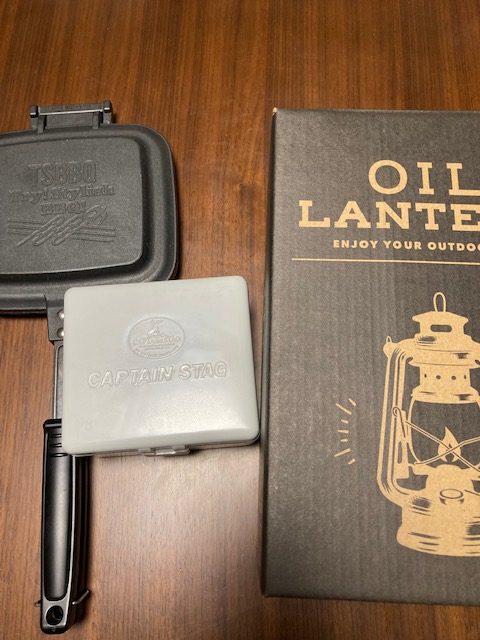 TSBBQ
OIL
LANTE
ENJOY YOUR OUTDOO
CAPTAIN STAG